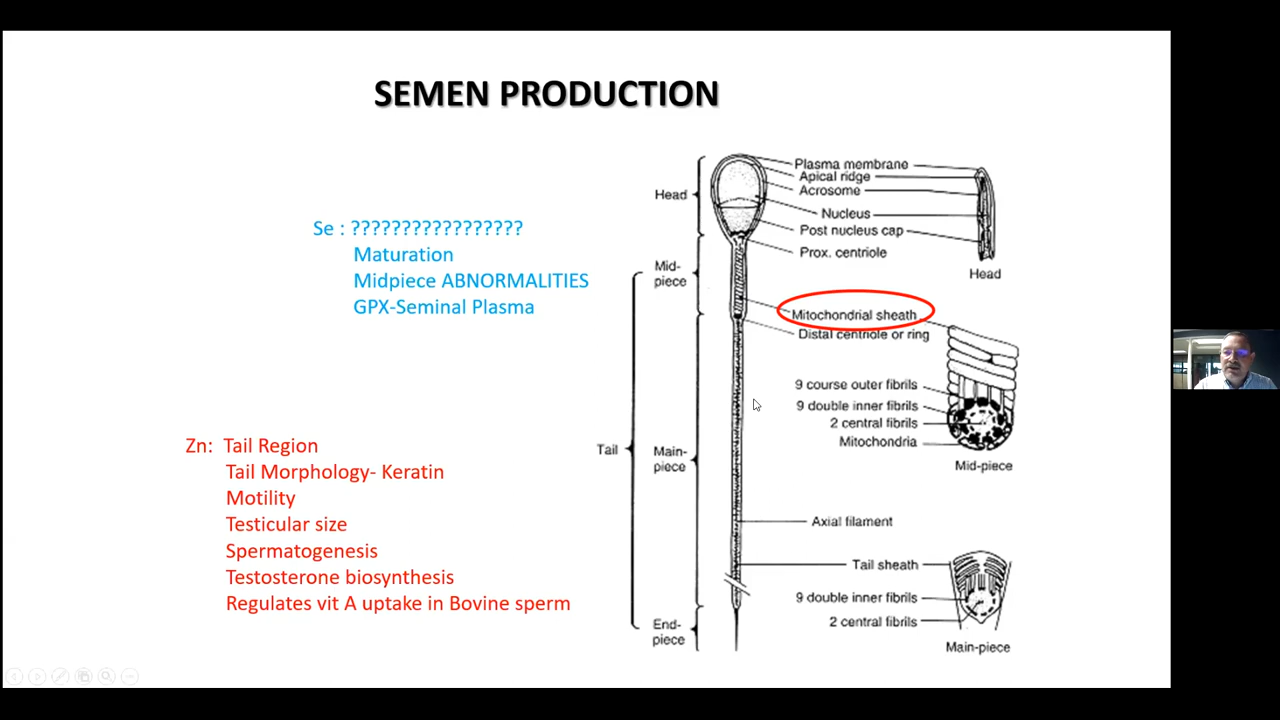 SEMEN PRODUCTION
Se : ?????????????????
Maturation
Midpiece ABNORMALITIES
GPX-Seminal Plasma
Zn: Tail Region
Tail Morphology- Keratin
Motility
Testicular size
Spermatogenesis
Testosterone biosynthesis
Regulates vit A uptake in Bovine sperm
Head
Mid-
piece
Tail
Main-
piece
End-
piece
Plasma membrane
Apical ridge
Acrosome
Nucleus
Post nucleus cap
Prox. centriole
Mitochondrial sheath
Distal centriole or ring
9 course outer fibrils
9 double inner fibrils
2 central fibrils
Mitochondria
Axial filament
Tail sheath
9 double inner fibrils
2 central fibrils
Head
Mid-piece
Main-piece